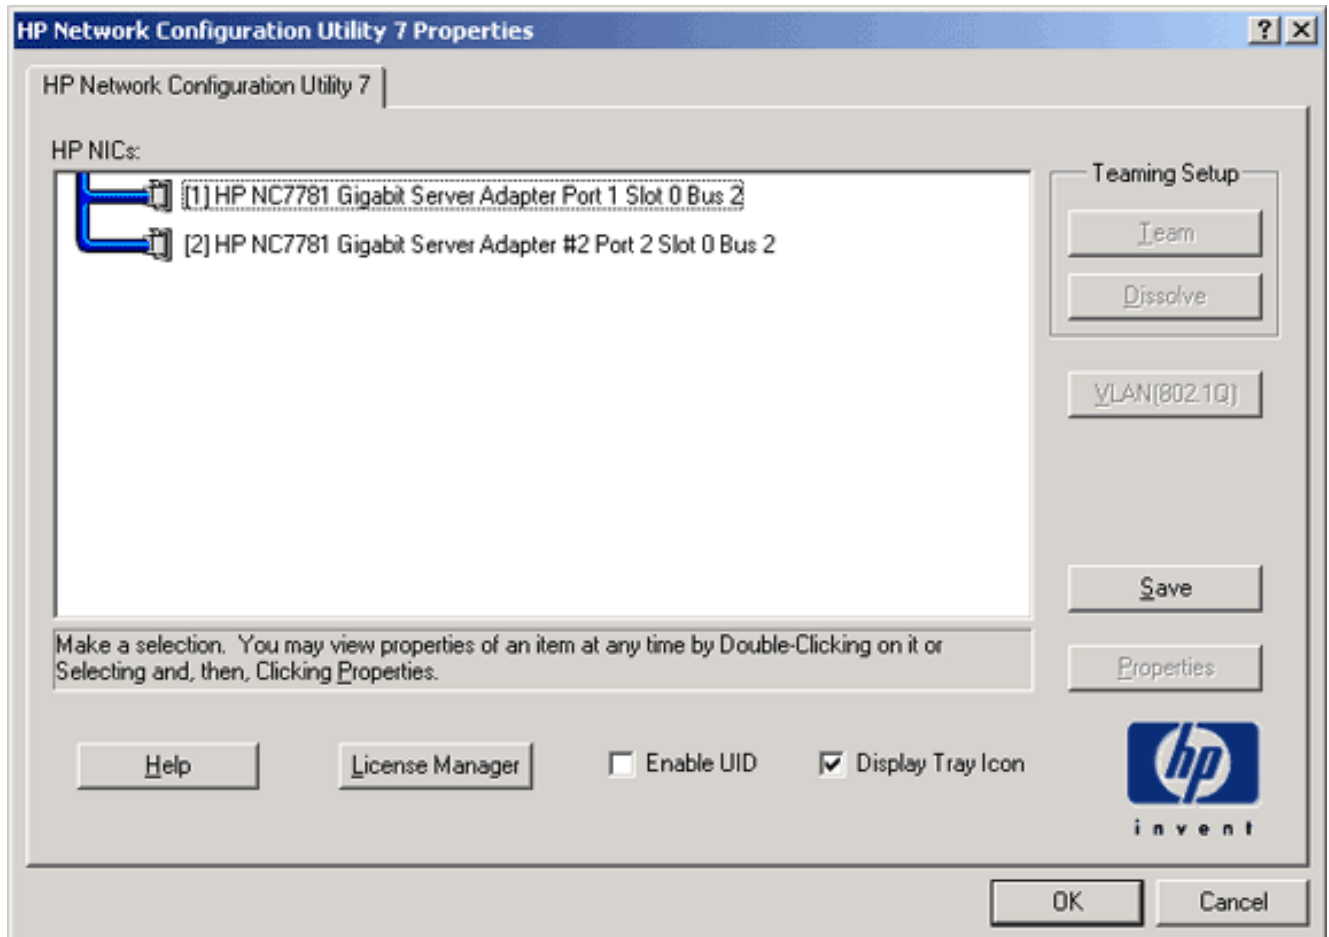 HP Network Configuration Utility 7 Properties
HP Network Configuration Utility 7
HP NICs:
[1] HP NC7781 Gigabit Server Adapter Port 1 Slot 0 Bus 2
[2] HP NC7781 Gigabit Server Adapter #2 Port 2 Slot 0 Bus 2
Teaming Setup
Team
Dissolve
VLAN(802.1Q)
Save
Make a selection. You may view properties of an item at any time by Double-Clicking on it or
Selecting and, then, Clicking Properties.
Properties
Help
License Manager
Enable UID
Display Tray Icon
hp
invent
OK
Cancel